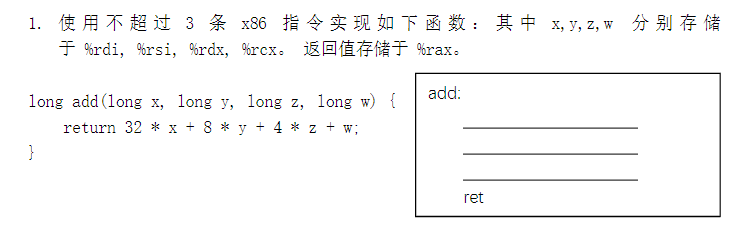 1. 使用不超过 3 条 x86 指令实现如下函数：其中 x,y,z,w 分别存储
于 %rdi, %rsi, %rdx, %rcx。 返回值存储于 %rax。
long add(long x, long y, long z, long w) {
return 32 * x + 8 * y + 4 * z + w;
}
add:
ret